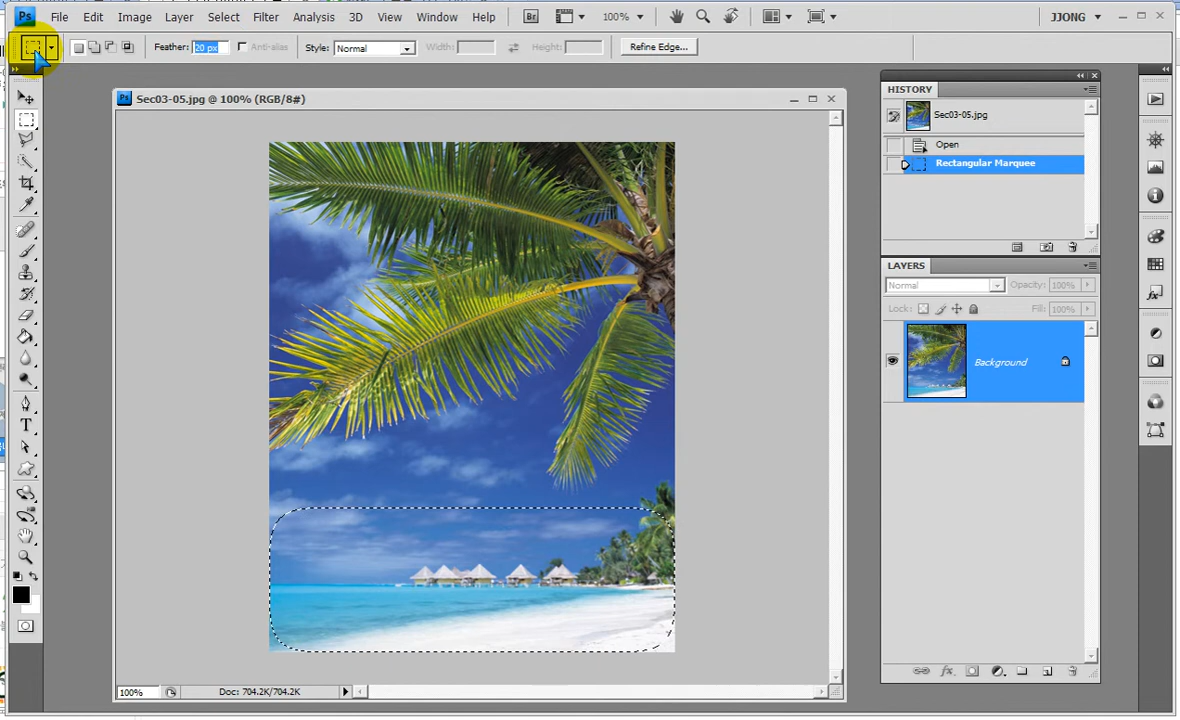 Ps File Edit Image Layer Select Filter Analysis 3D View Window Help Br 100% JJONG
Feather: 20 px Anti-alias Style: Normal Width: Height: Refine Edge...
Ps Sec03-05.jpg @ 100% (RGB/8#)
HISTORY
Sec03-05.jpg
Open
Rectangular Marquee
LAYERS
Normal Opacity: 100%
Lock: Fill: 100%
Background
T
100% Doc: 704.2K/704.2K